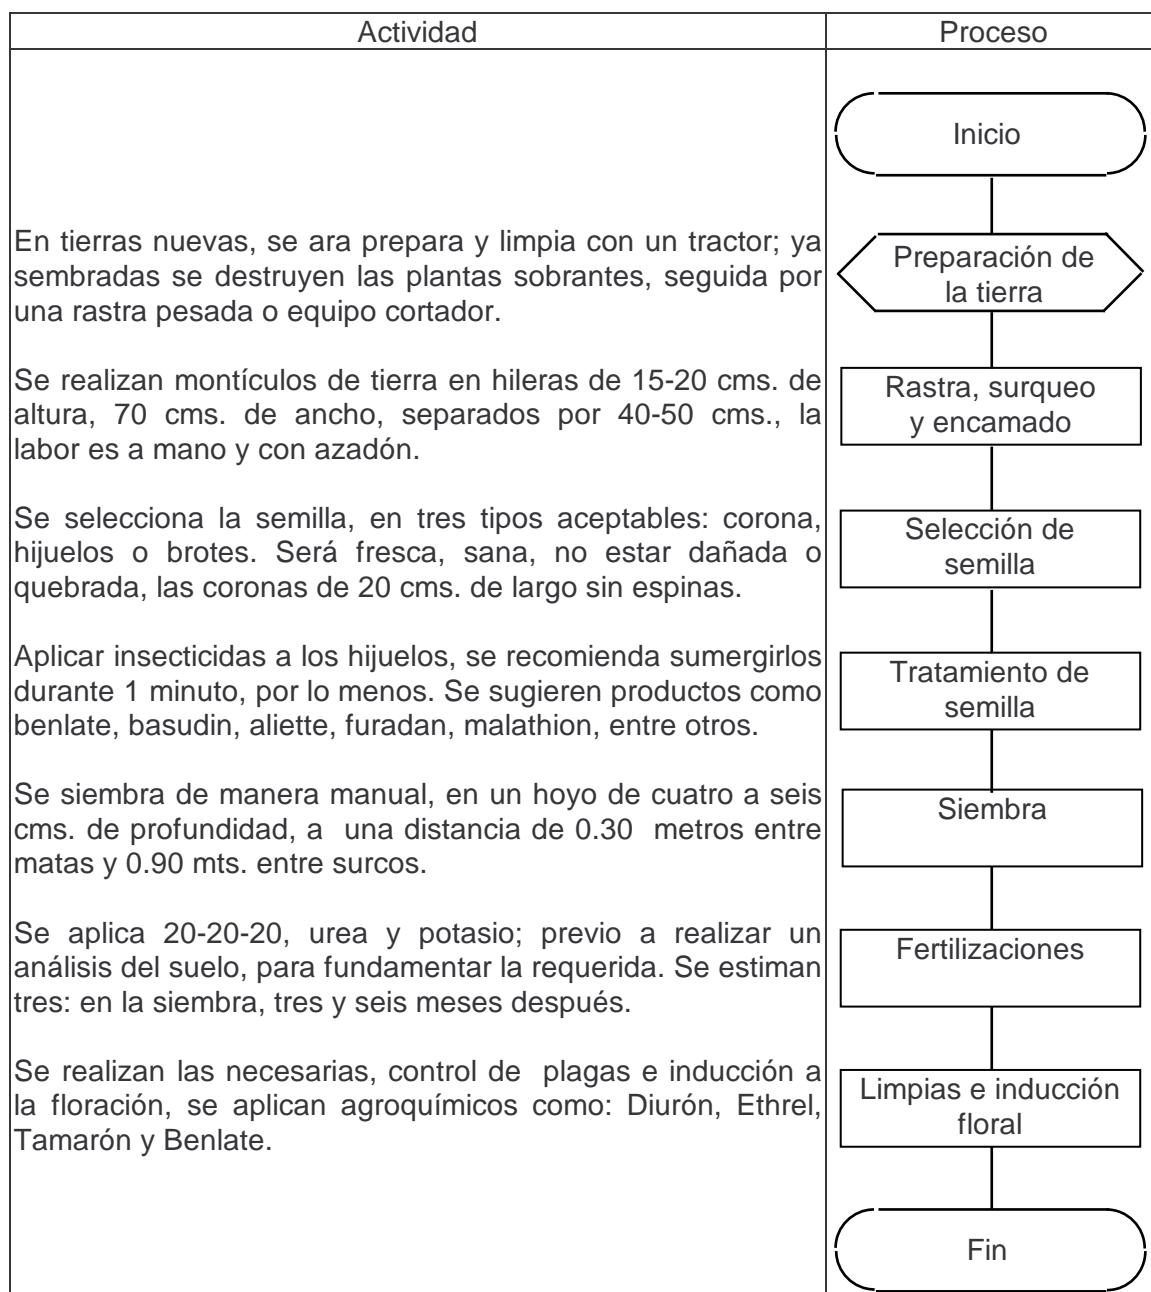 Actividad
Proceso
Inicio
En tierras nuevas, se ara prepara y limpia con un tractor; ya
sembradas se destruyen las plantas sobrantes, seguida por
una rastra pesada o equipo cortador.
Preparación de
la tierra
Se realizan montículos de tierra en hileras de 15-20 cms. de
altura, 70 cms. de ancho, separados por 40-50 cms., la
labor es a mano y con azadón.
Rastra, surqueo
y encamado
Se selecciona la semilla, en tres tipos aceptables: corona,
hijuelos o brotes. Será fresca, sana, no estar dañada o
quebrada, las coronas de 20 cms. de largo sin espinas.
Selección de
semilla
Aplicar insecticidas a los hijuelos, se recomienda sumergirlos
durante 1 minuto, por lo menos. Se sugieren productos como
benlate, basudin, aliette, furadan, malathion, entre otros.
Tratamiento de
semilla
Se siembra de manera manual, en un hoyo de cuatro a seis
cms. de profundidad, a una distancia de 0.30 metros entre
matas y 0.90 mts. entre surcos.
Siembra
Se aplica 20-20-20, urea y potasio; previo a realizar un
análisis del suelo, para fundamentar la requerida. Se estiman
tres: en la siembra, tres y seis meses después.
Fertilizaciones
Se realizan las necesarias, control de plagas e inducción a
la floración, se aplican agroquímicos como: Diurón, Ethrel,
Tamarón y Benlate.
Limpias e inducción
floral
Fin